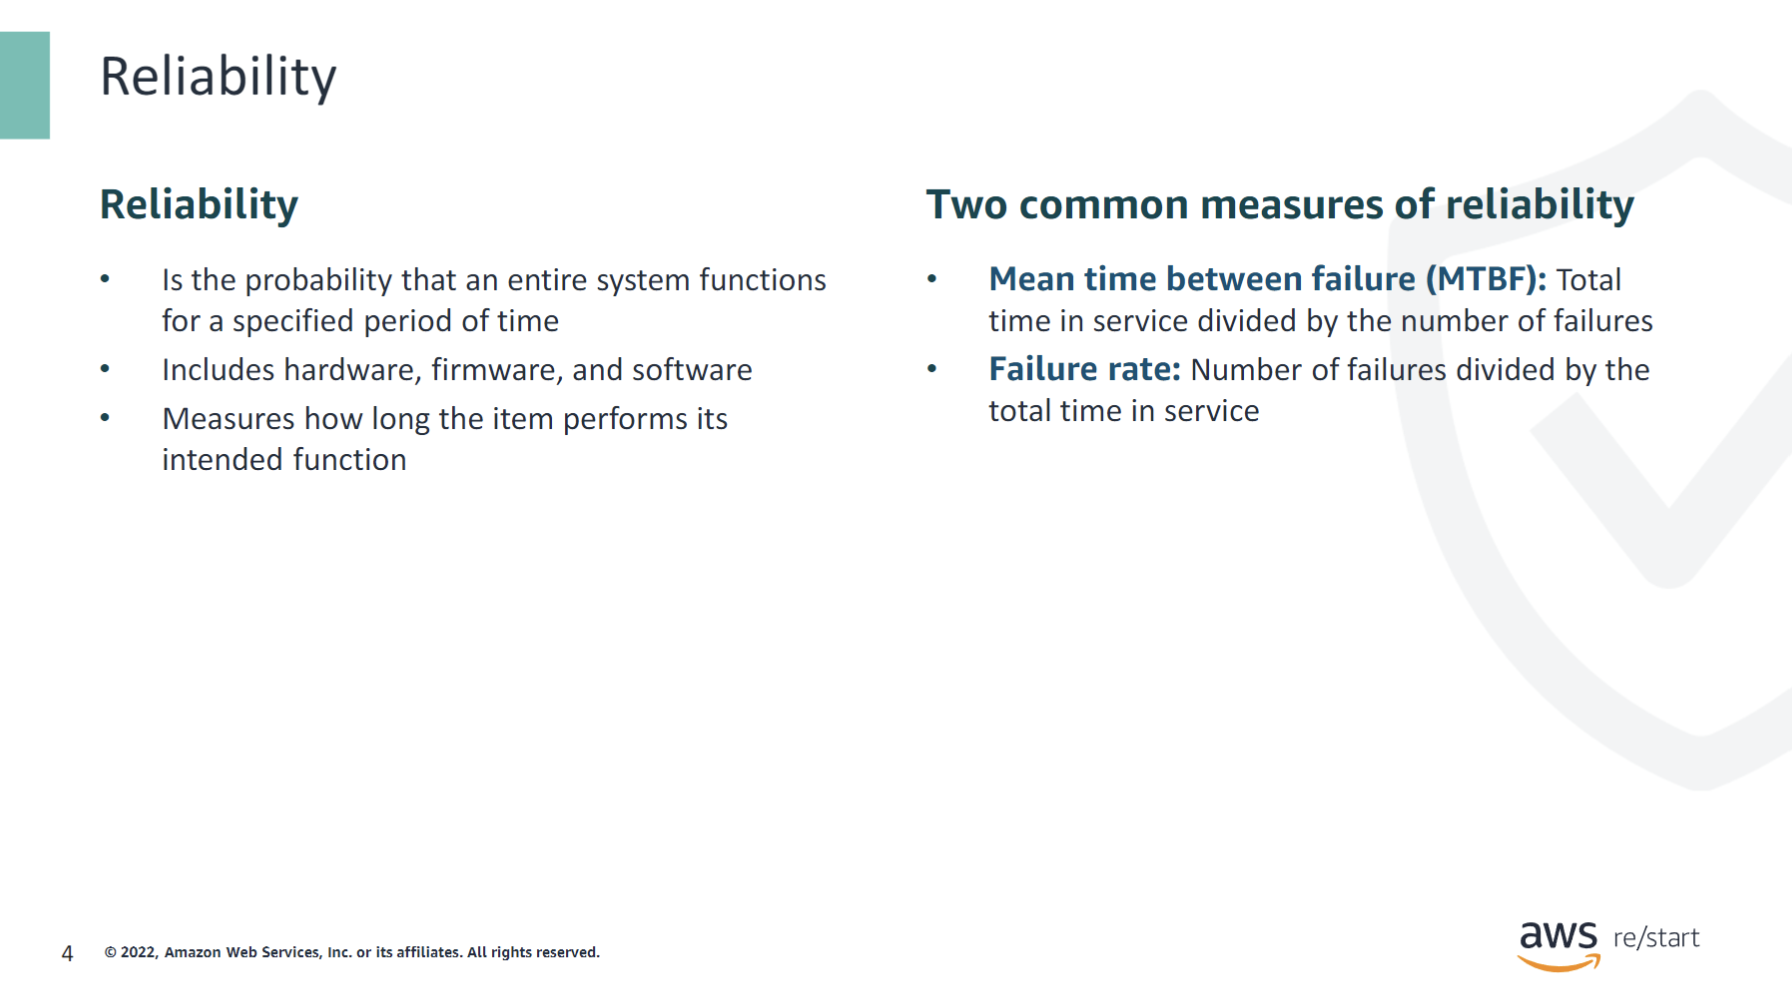 Reliability
Reliability
• Is the probability that an entire system functions
for a specified period of time
• Includes hardware, firmware, and software
• Measures how long the item performs its
intended function
Two common measures of reliability
• Mean time between failure (MTBF): Total
time in service divided by the number of failures
• Failure rate: Number of failures divided by the
total time in service
4 © 2022, Amazon Web Services, Inc. or its affiliates. All rights reserved.
aws re/start